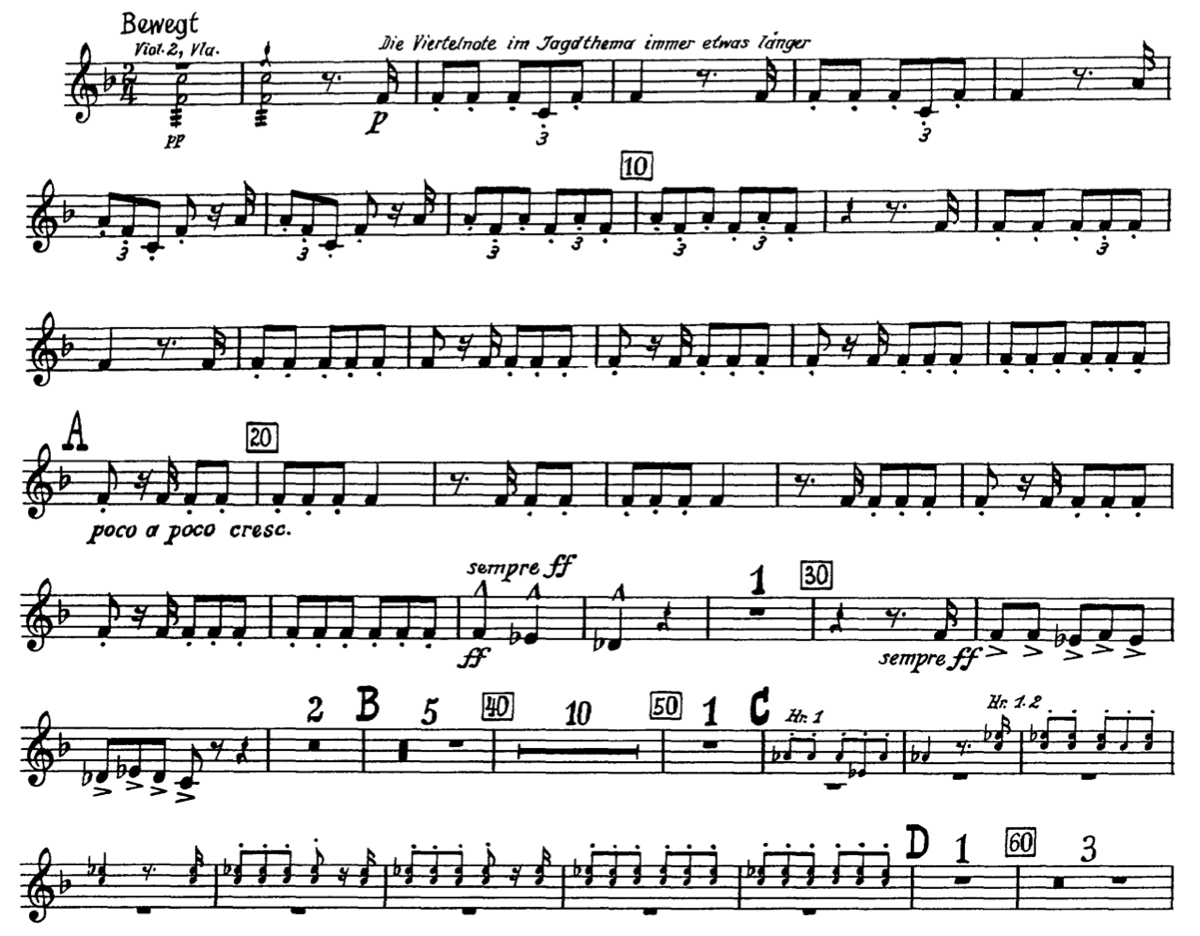 Bewegt
Viol. 2, Vla.
Die Viertelnote im Jagdthema immer etwas länger
2
4
pp
p
3
3
10
3
3
3
3
3
3
3
A
20
poco a poco cresc.
sempre ff
1
30
ff
sempre ff
2
B
5
40
10
50
1
C
Hr. 1
Hr. 1.2
D
1
60
3